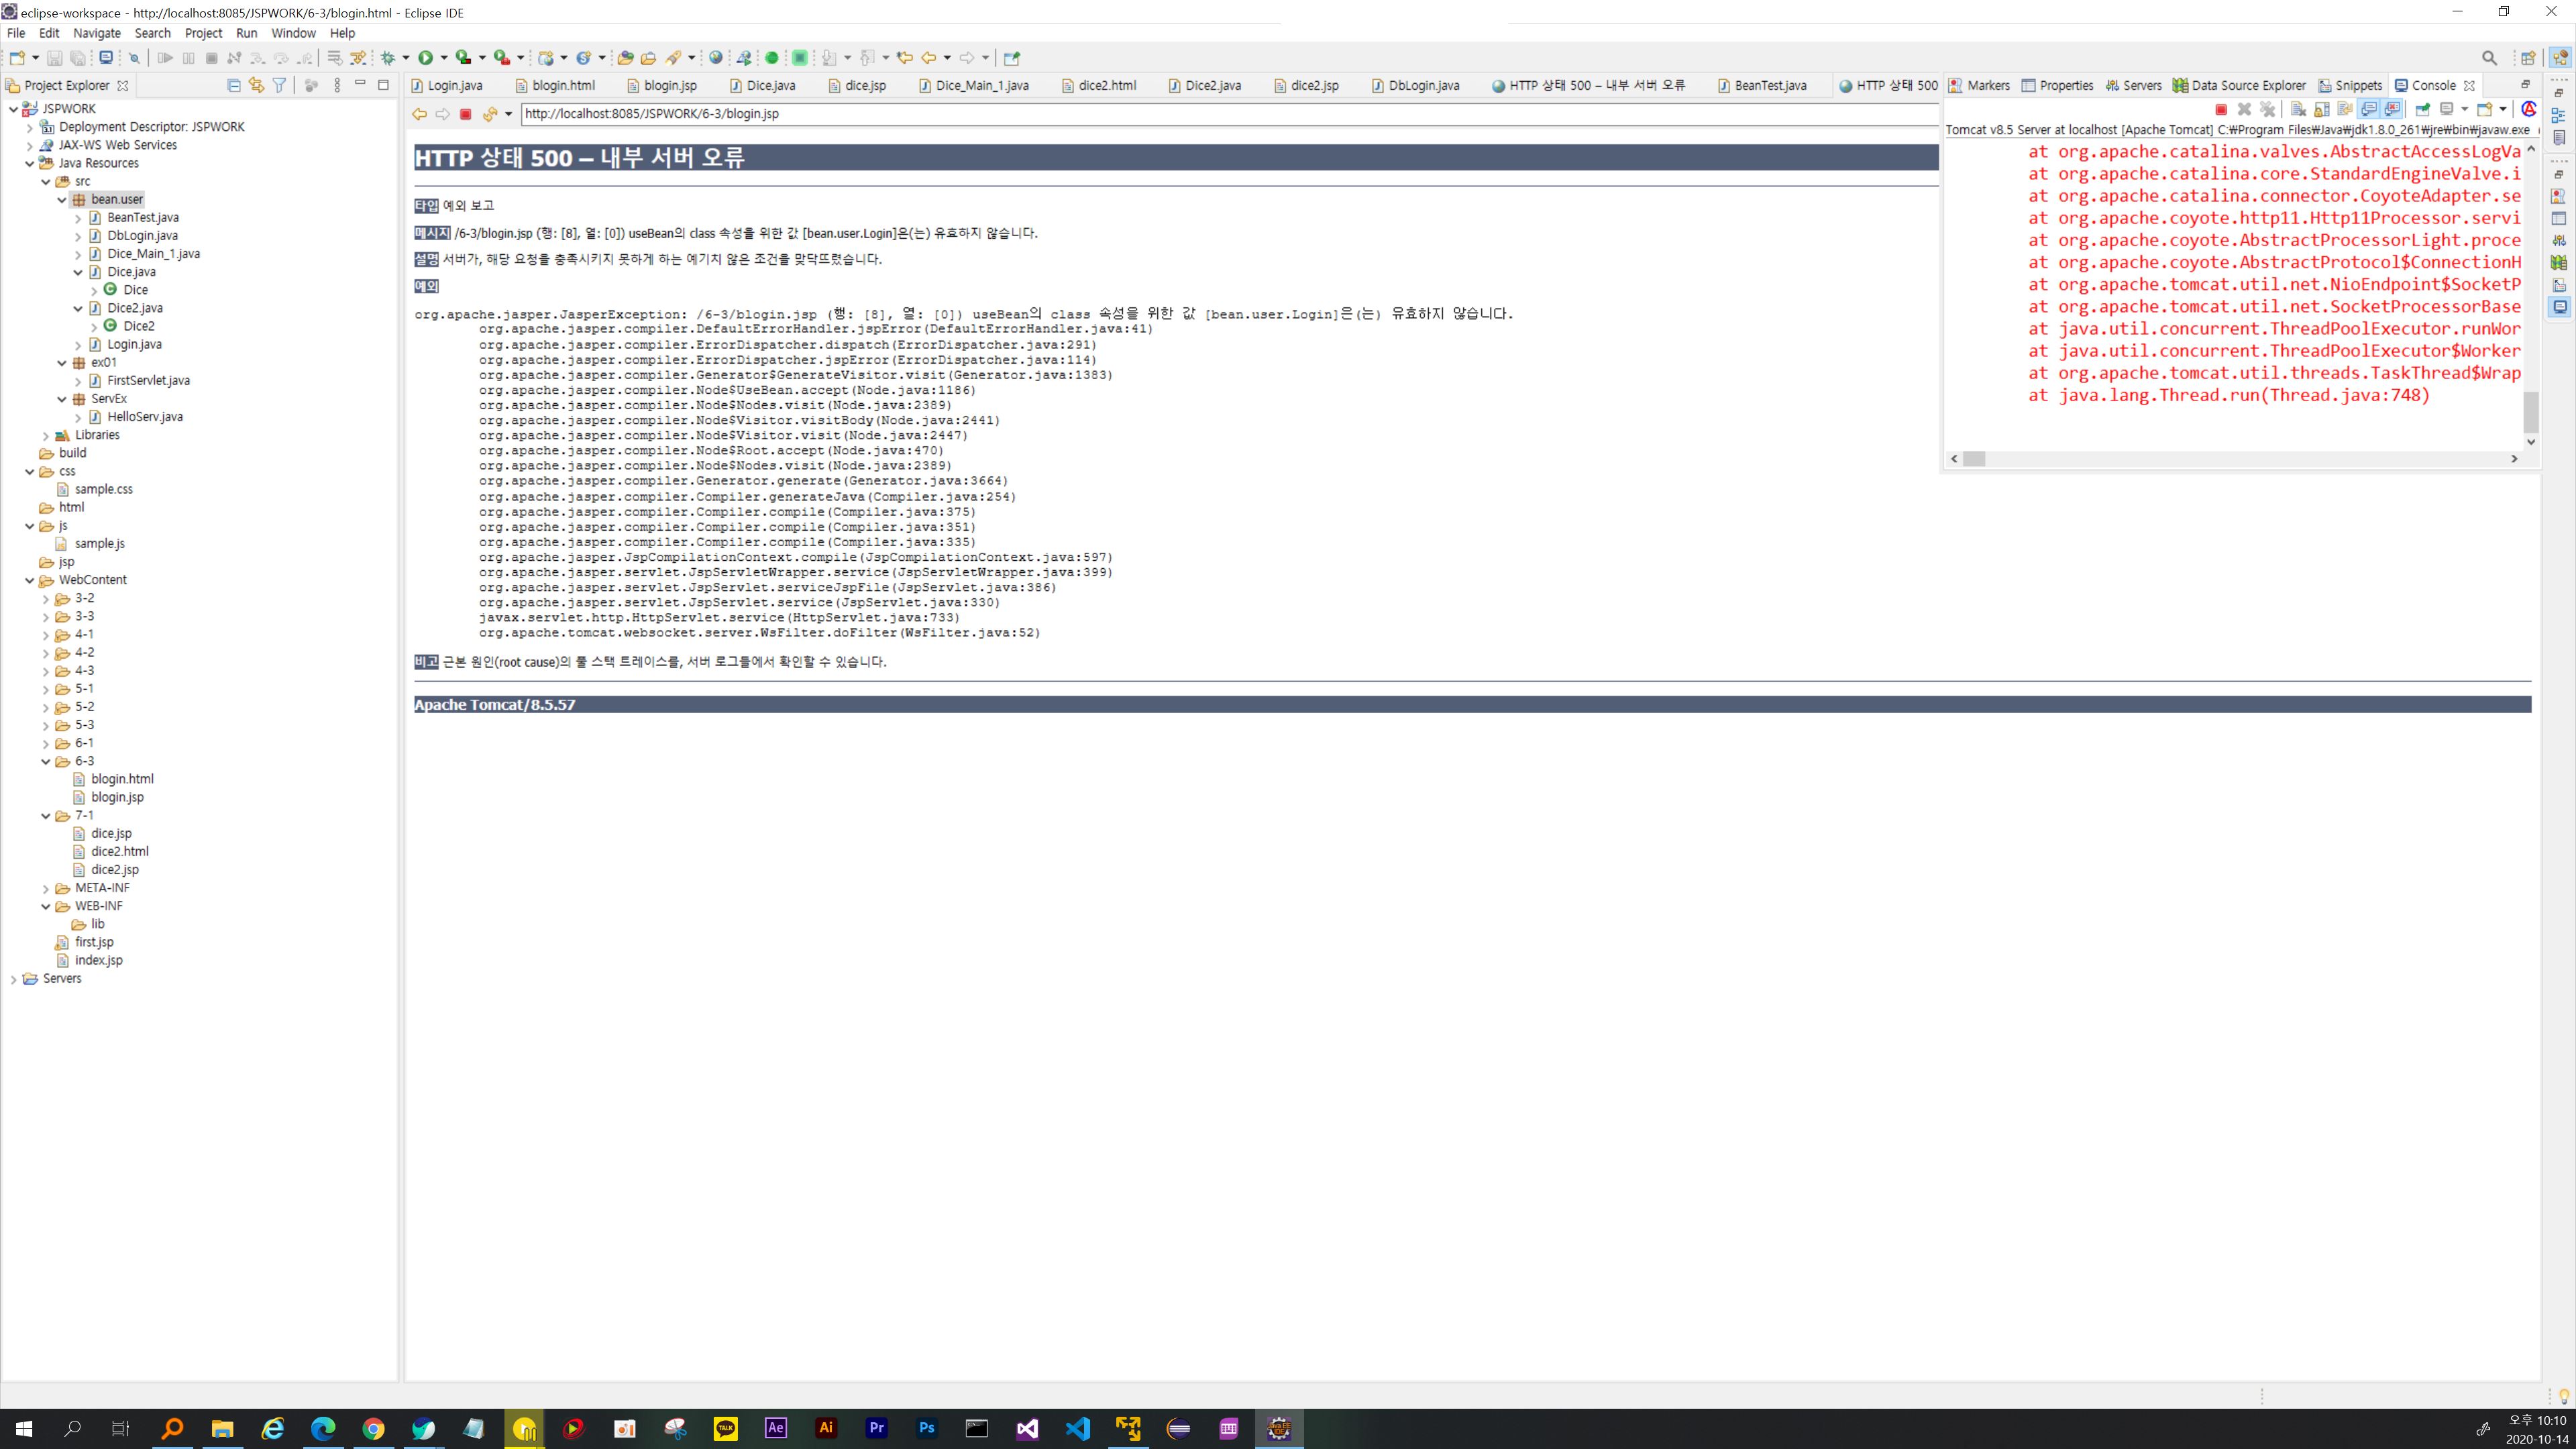 eclipse-workspace - http://localhost:8085/JSPWORK/6-3/blogin.html - Eclipse IDE
File Edit Navigate Search Project Run Window Help
Project Explorer
JSPWORK
Deployment Descriptor: JSPWORK
JAX-WS Web Services
Java Resources
src
bean.user
BeanTest.java
DbLogin.java
Dice_Main_1.java
Dice.java
Dice
Dice2.java
Dice2
Login.java
ex01
FirstServlet.java
ServEx
HelloServ.java
Libraries
build
css
sample.css
html
js
sample.js
jsp
WebContent
3-2
3-3
4-1
4-2
4-3
5-1
5-2
5-3
6-1
6-3
blogin.html
blogin.jsp
7-1
dice.jsp
dice2.html
dice2.jsp
META-INF
WEB-INF
lib
first.jsp
index.jsp
Servers
Login.java blogin.html blogin.jsp Dice.java dice.jsp Dice_Main_1.java dice2.html Dice2.java dice2.jsp DbLogin.java HTTP 상태 500 – 내부 서버 오류 BeanTest.java HTTP 상태 500
http://localhost:8085/JSPWORK/6-3/blogin.jsp
HTTP 상태 500 – 내부 서버 오류
타입 예외 보고
메시지 /6-3/blogin.jsp (행: [8], 열: [0]) useBean의 class 속성을 위한 값 [bean.user.Login]은(는) 유효하지 않습니다.
설명 서버가, 해당 요청을 충족시키지 못하게 하는 예기치 않은 조건을 맞닥뜨렸습니다.
예외
org.apache.jasper.JasperException: /6-3/blogin.jsp (행: [8], 열: [0]) useBean의 class 속성을 위한 값 [bean.user.Login]은(는) 유효하지 않습니다.
org.apache.jasper.compiler.DefaultErrorHandler.jspError(DefaultErrorHandler.java:41)
org.apache.jasper.compiler.ErrorDispatcher.dispatch(ErrorDispatcher.java:291)
org.apache.jasper.compiler.ErrorDispatcher.jspError(ErrorDispatcher.java:114)
org.apache.jasper.compiler.Generator$GenerateVisitor.visit(Generator.java:1383)
org.apache.jasper.compiler.Node$UseBean.accept(Node.java:1186)
org.apache.jasper.compiler.Node$Nodes.visit(Node.java:2389)
org.apache.jasper.compiler.Node$Visitor.visitBody(Node.java:2441)
org.apache.jasper.compiler.Node$Visitor.visit(Node.java:2447)
org.apache.jasper.compiler.Node$Root.accept(Node.java:470)
org.apache.jasper.compiler.Node$Nodes.visit(Node.java:2389)
org.apache.jasper.compiler.Generator.generate(Generator.java:3664)
org.apache.jasper.compiler.Compiler.generateJava(Compiler.java:254)
org.apache.jasper.compiler.Compiler.compile(Compiler.java:375)
org.apache.jasper.compiler.Compiler.compile(Compiler.java:351)
org.apache.jasper.compiler.Compiler.compile(Compiler.java:335)
org.apache.jasper.JspCompilationContext.compile(JspCompilationContext.java:597)
org.apache.jasper.servlet.JspServletWrapper.service(JspServletWrapper.java:399)
org.apache.jasper.servlet.JspServlet.serviceJspFile(JspServlet.java:386)
org.apache.jasper.servlet.JspServlet.service(JspServlet.java:330)
javax.servlet.http.HttpServlet.service(HttpServlet.java:733)
org.apache.tomcat.websocket.server.WsFilter.doFilter(WsFilter.java:52)
비고 근본 원인(root cause)의 풀 스택 트레이스를, 서버 로그들에서 확인할 수 있습니다.
Apache Tomcat/8.5.57
Markers Properties Servers Data Source Explorer Snippets Console
Tomcat v8.5 Server at localhost [Apache Tomcat] C:₩Program Files₩Java₩jdk1.8.0_261₩jre₩bin₩javaw.exe
at org.apache.catalina.valves.AbstractAccessLogVa
at org.apache.catalina.core.StandardEngineValve.i
at org.apache.catalina.connector.CoyoteAdapter.se
at org.apache.coyote.http11.Http11Processor.servi
at org.apache.coyote.AbstractProcessorLight.proce
at org.apache.coyote.AbstractProtocol$ConnectionH
at org.apache.tomcat.util.net.NioEndpoint$SocketP
at org.apache.tomcat.util.net.SocketProcessorBase
at java.util.concurrent.ThreadPoolExecutor.runWor
at java.util.concurrent.ThreadPoolExecutor$Worker
at org.apache.tomcat.util.threads.TaskThread$Wrap
at java.lang.Thread.run(Thread.java:748)
TALK Ae Ai Pr Ps
오후 10:10
2020-10-14